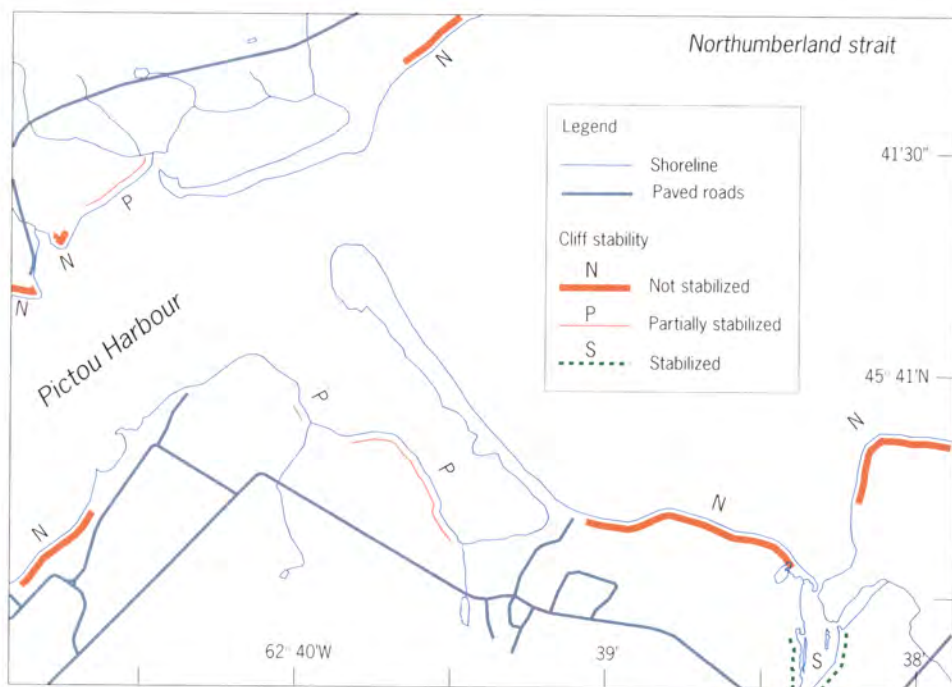 Northumberland strait
N
Legend
Shoreline
Paved roads
41'30"
P
N
N
Cliff stability
N
Not stabilized
P
Partially stabilized
S
Stabilized
Pictou Harbour
45° 41'N
P
N
P
N
N
62° 40'W
39'
S
38'